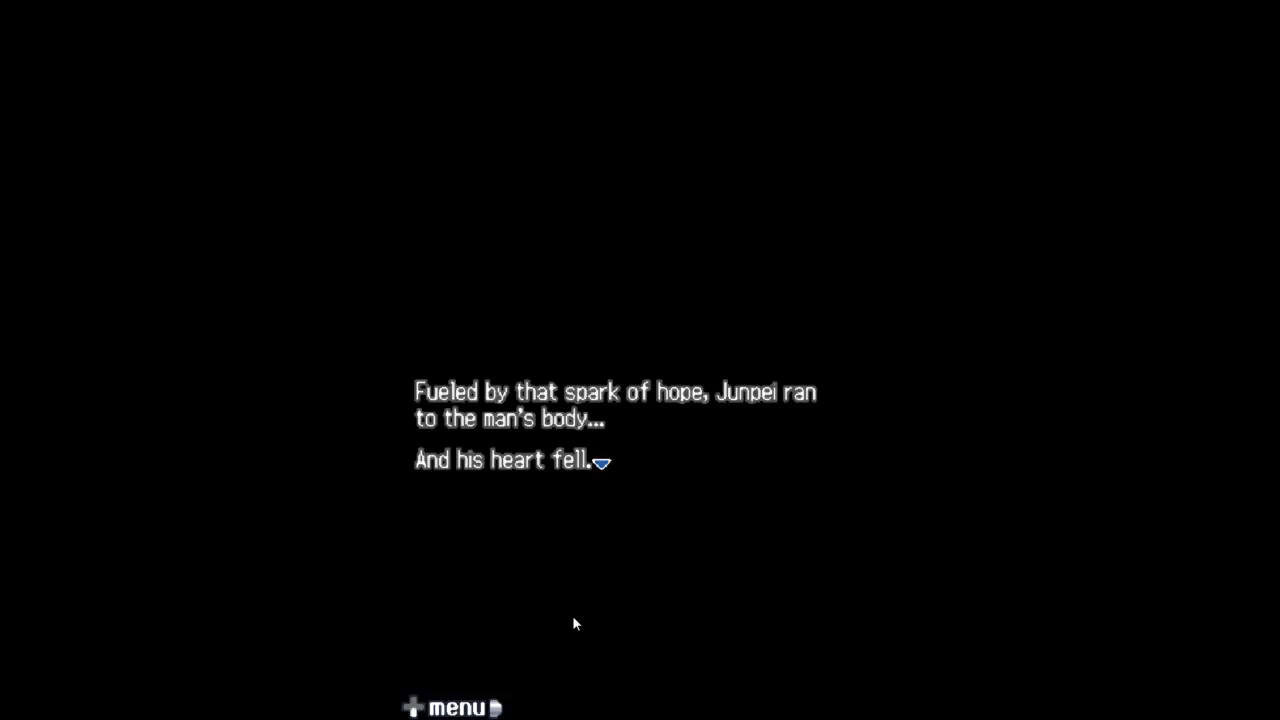 Fueled by that spark of hope, Junpei ran
to the man's body...
And his heart fell.
menu